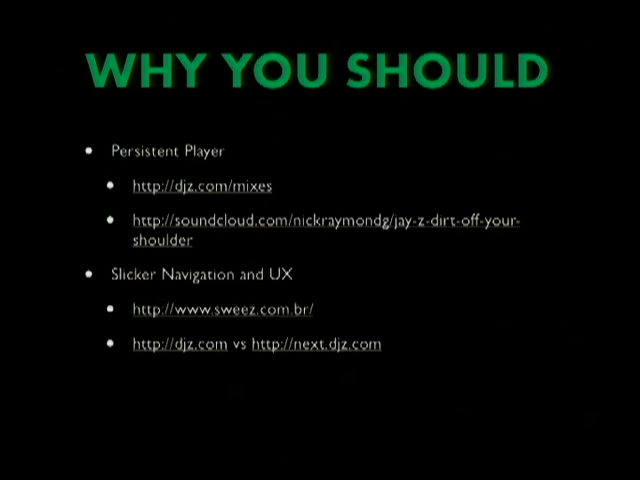 WHY YOU SHOULD
• Persistent Player
• http://djz.com/mixes
• http://soundcloud.com/nickraymondg/jay-z-dirt-off-your-
shoulder
• Slicker Navigation and UX
• http://www.sweez.com.br/
• http://djz.com vs http://next.djz.com